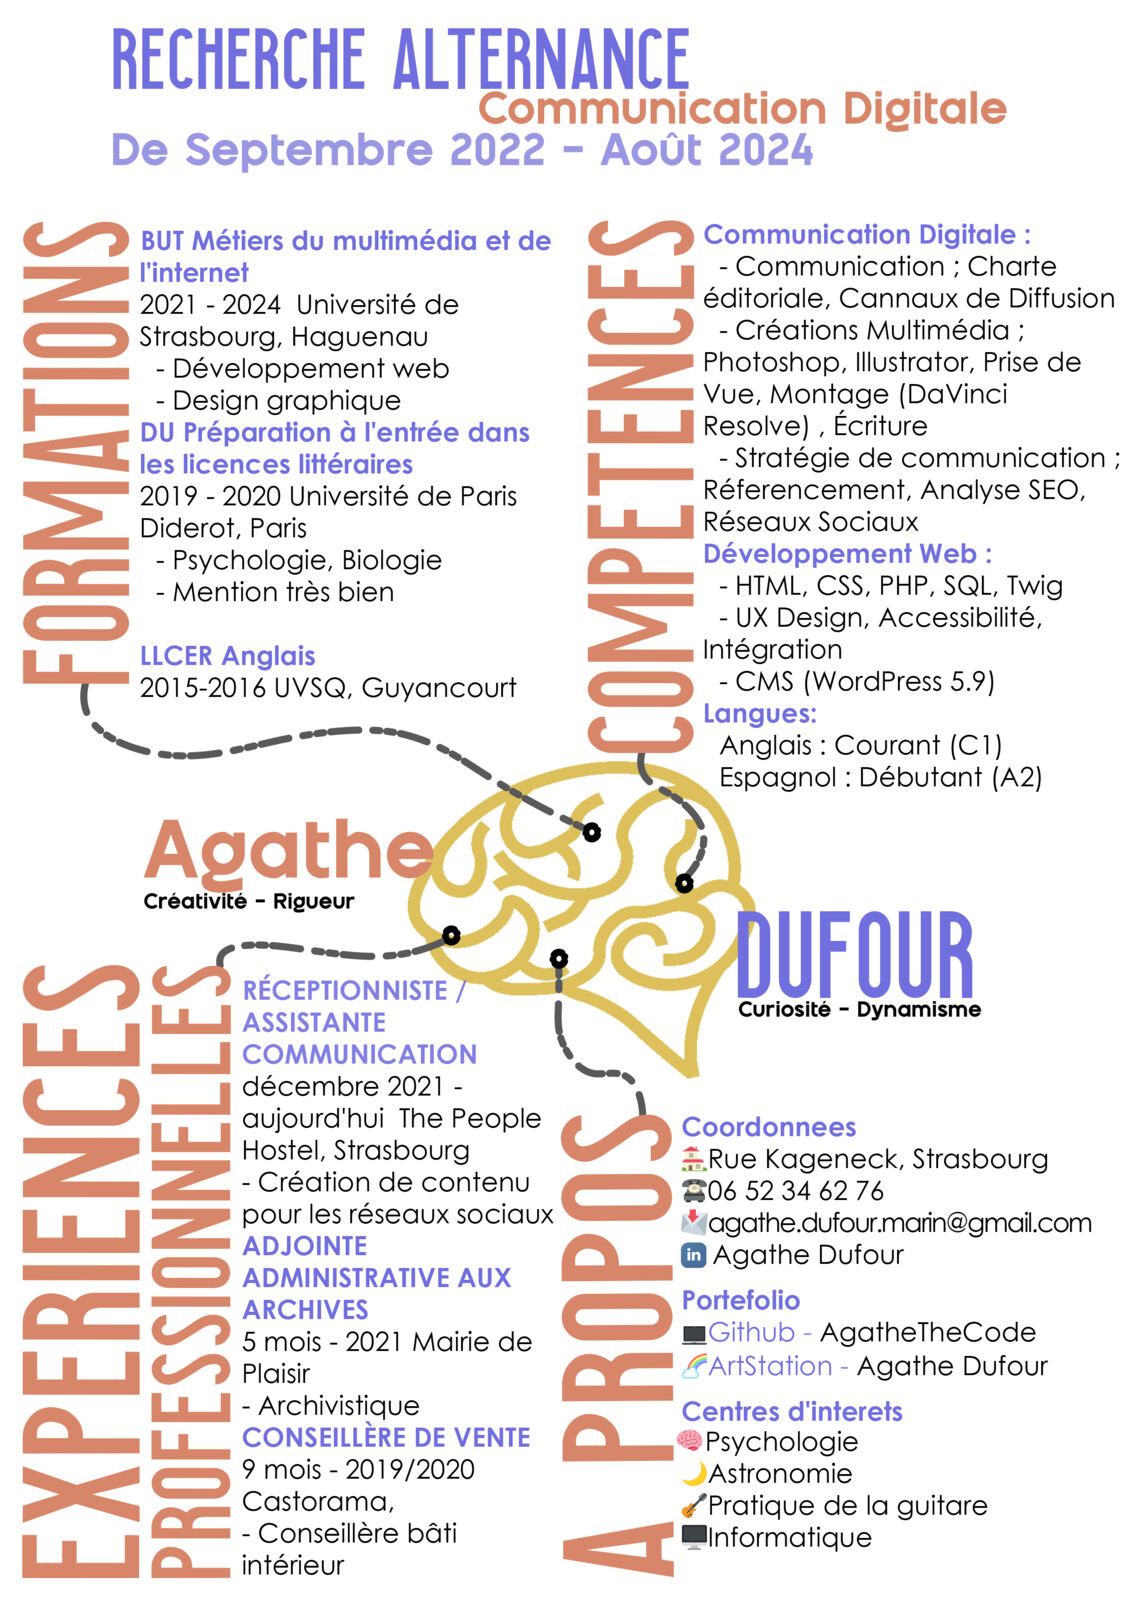 RECHERCHE ALTERNANCE
Communication Digitale
De Septembre 2022 - Août 2024
FORMATIONS
BUT Métiers du multimédia et de
l'internet
2021 - 2024  Université de
Strasbourg, Haguenau
- Développement web
- Design graphique
DU Préparation à l'entrée dans
les licences littéraires
2019 - 2020 Université de Paris
Diderot, Paris
- Psychologie, Biologie
- Mention très bien
LLCER Anglais
2015-2016 UVSQ, Guyancourt
COMPETENCES
Communication Digitale :
- Communication ; Charte
éditoriale, Cannaux de Diffusion
- Créations Multimédia ;
Photoshop, Illustrator, Prise de
Vue, Montage (DaVinci
Resolve) , Écriture
- Stratégie de communication ;
Réferencement, Analyse SEO,
Réseaux Sociaux
Développement Web :
- HTML, CSS, PHP, SQL, Twig
- UX Design, Accessibilité,
Intégration
- CMS (WordPress 5.9)
Langues:
Anglais : Courant (C1)
Espagnol : Débutant (A2)
Agathe
Créativité - Rigueur
DUFOUR
Curiosité - Dynamisme
EXPERIENCES
PROFESSIONNELLES
RÉCEPTIONNISTE /
ASSISTANTE
COMMUNICATION
décembre 2021 -
aujourd'hui  The People
Hostel, Strasbourg
- Création de contenu
pour les réseaux sociaux
ADJOINTE
ADMINISTRATIVE AUX
ARCHIVES
5 mois - 2021 Mairie de
Plaisir
- Archivistique
CONSEILLÈRE DE VENTE
9 mois - 2019/2020
Castorama,
- Conseillère bâti
intérieur
A PROPOS
Coordonnees
Rue Kageneck, Strasbourg
06 52 34 62 76
agathe.dufour.marin@gmail.com
in Agathe Dufour
Portefolio
Github - AgatheTheCode
ArtStation - Agathe Dufour
Centres d'interets
Psychologie
Astronomie
Pratique de la guitare
Informatique